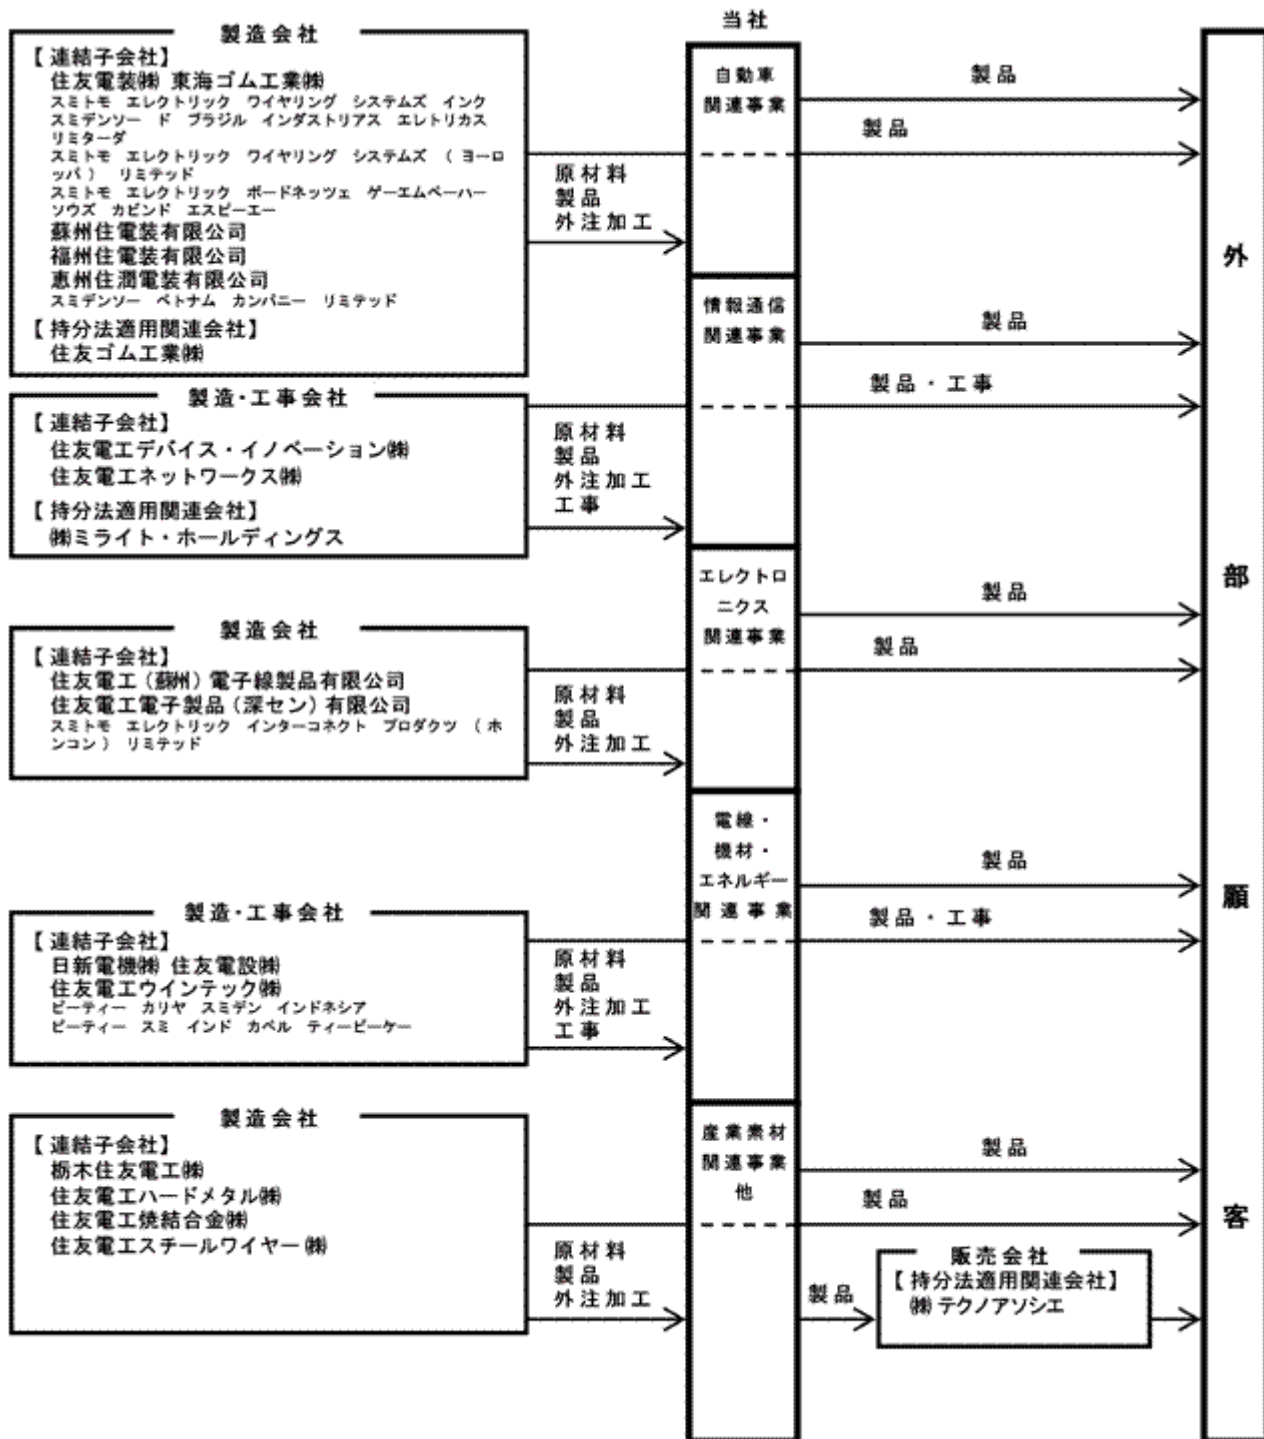 当社
製造会社
【連結子会社】
住友電装㈱ 東海ゴム工業㈱
スミトモ エレクトリック ワイヤリング システムズ インク
スミデンソー ド ブラジル インダストリアス エレトリカス
リミターダ
スミトモ エレクトリック ワイヤリング システムズ （ヨーロ
ッパ） リミテッド
スミトモ エレクトリック ボードネッツェ ゲーエムベーハー
ソウズ カビンド エスピーエー
蘇州住電装有限公司
福州住電装有限公司
恵州住潤電装有限公司
スミデンソー ベトナム カンパニー リミテッド
【持分法適用関連会社】
住友ゴム工業㈱
原材料
製品
外注加工
自動車
関連事業
製品
製品
製造・工事会社
【連結子会社】
住友電工デバイス・イノベーション㈱
住友電工ネットワークス㈱
【持分法適用関連会社】
㈱ミライト・ホールディングス
原材料
製品
外注加工
工事
情報通信
関連事業
製品
製品・工事
製造会社
【連結子会社】
住友電工（蘇州）電子線製品有限公司
住友電工電子製品（深セン）有限公司
スミトモ エレクトリック インターコネクト プロダクツ （ホ
ンコン） リミテッド
原材料
製品
外注加工
エレクトロ
ニクス
関連事業
製品
製品
製造・工事会社
【連結子会社】
日新電機㈱ 住友電設㈱
住友電工ウインテック㈱
ピーティー カリヤ スミデン インドネシア
ピーティー スミ インド カベル ティービーケー
原材料
製品
外注加工
工事
電線・
機材・
エネルギー
関連事業
製品
製品・工事
製造会社
【連結子会社】
栃木住友電工㈱
住友電工ハードメタル㈱
住友電工焼結合金㈱
住友電工スチールワイヤー㈱
原材料
製品
外注加工
産業素材
関連事業
他
製品
製品
製品
販売会社
【持分法適用関連会社】
㈱テクノアソシエ
外
部
顧
客